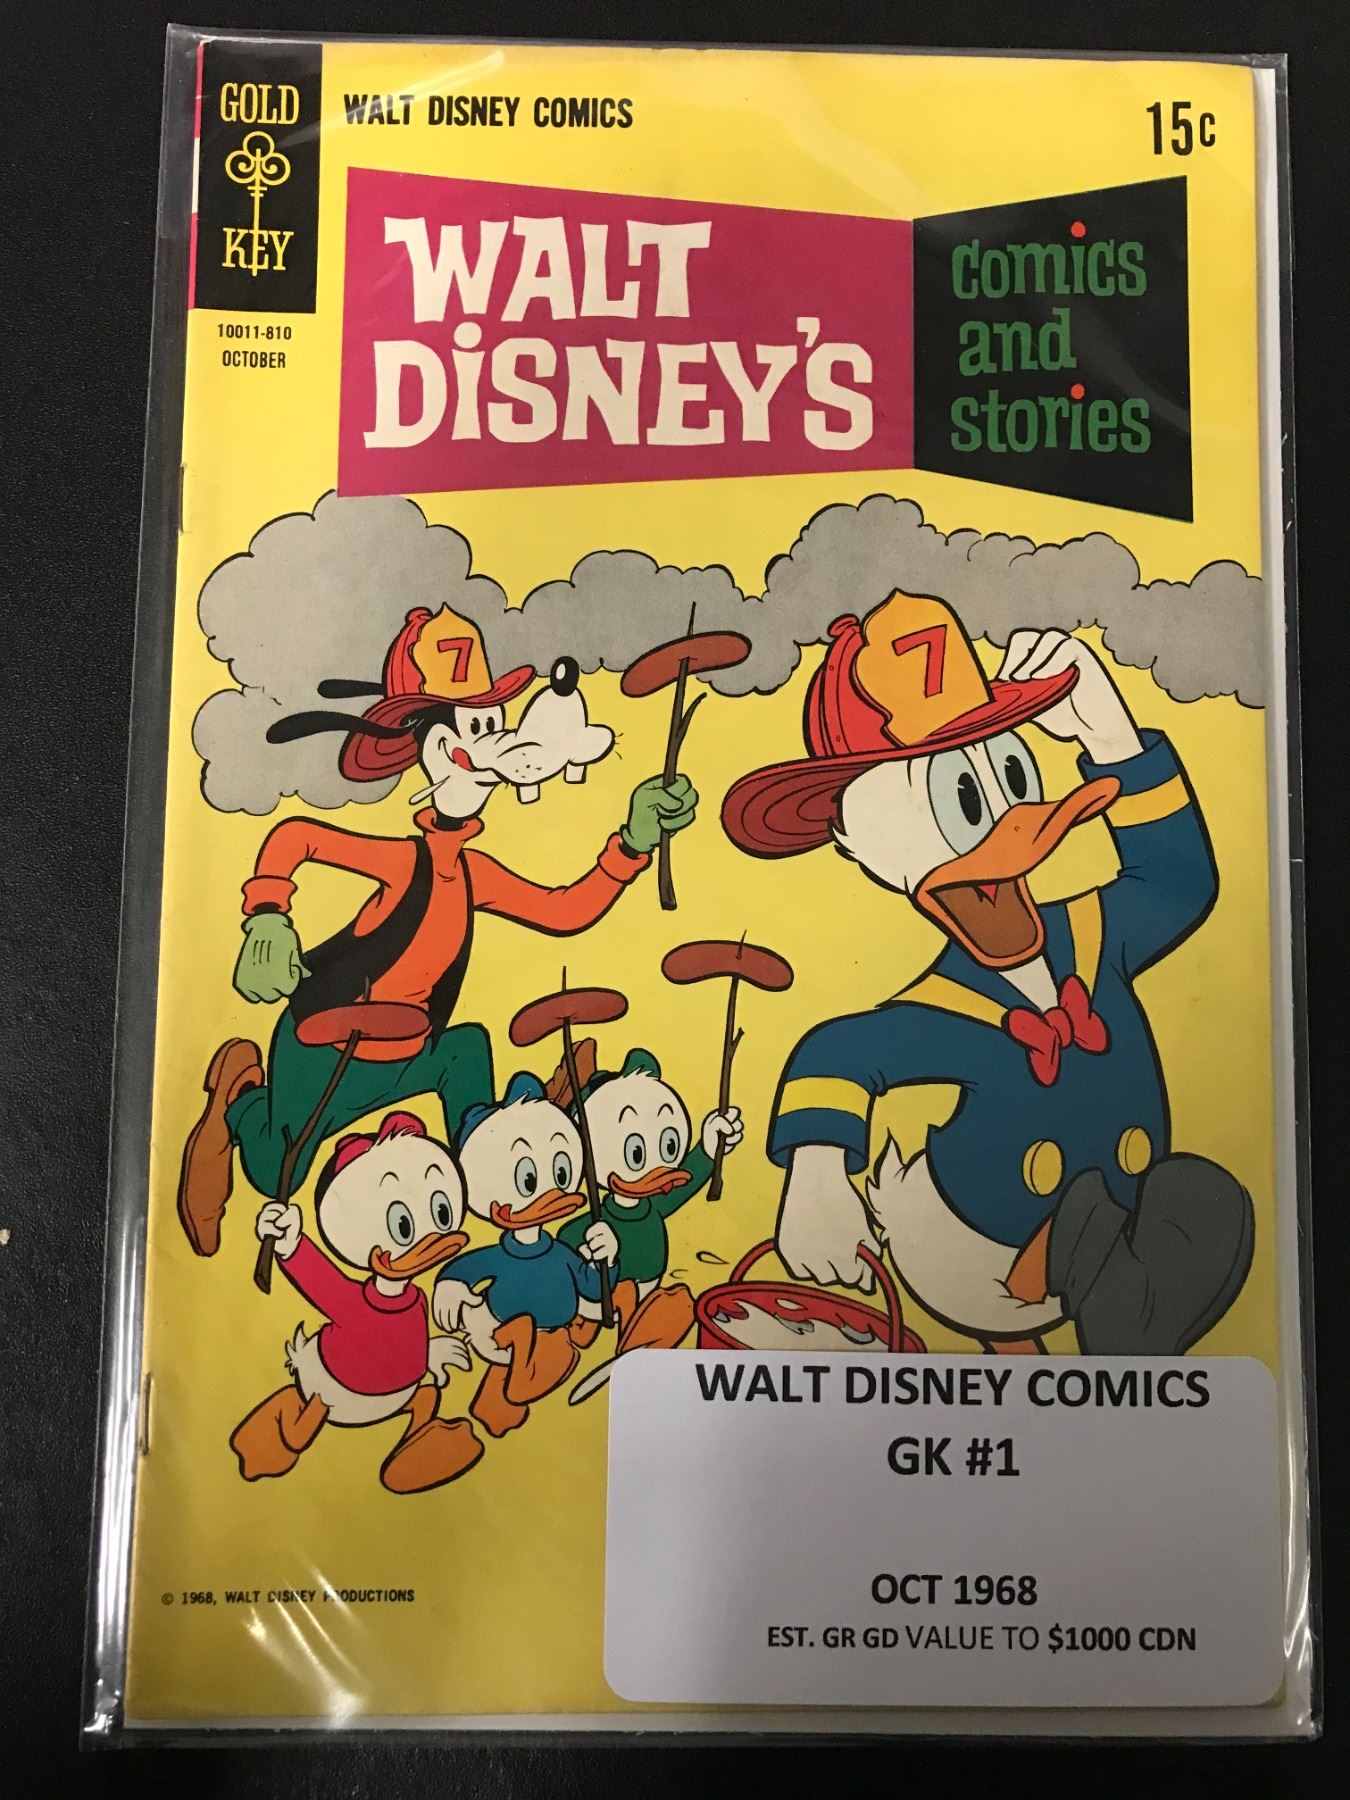 GOLD
KEY
WALT DISNEY COMICS
15c
10011-810
OCTOBER
WALT
DiSNEY'S
comics
and
stories
7
7
WALT DISNEY COMICS
GK #1
OCT 1968
EST. GR GD VALUE TO $1000 CDN
© 1968, WALT DISNEY PRODUCTIONS